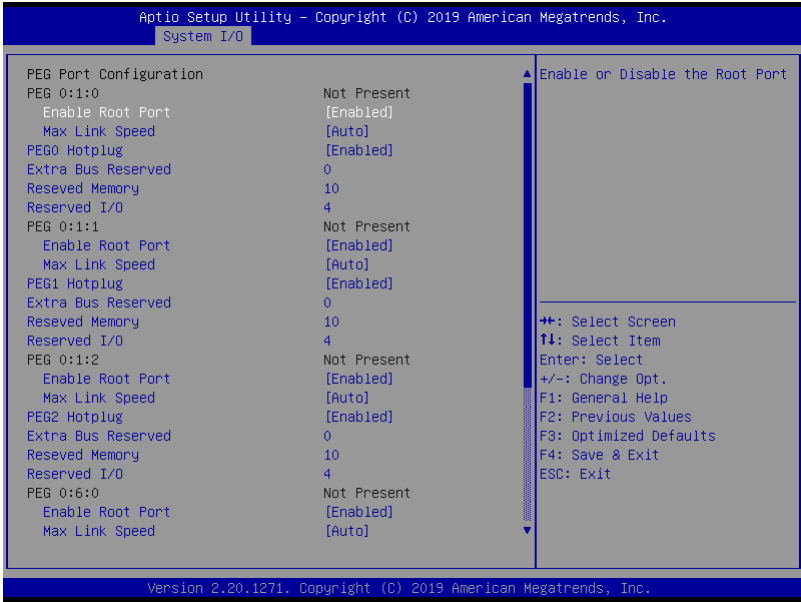 Aptio Setup Utility – Copyright (C) 2019 American Megatrends, Inc.
System I/O
PEG Port Configuration
PEG 0:1:0 Not Present
Enable Root Port [Enabled]
Max Link Speed [Auto]
PEG0 Hotplug [Enabled]
Extra Bus Reserved 0
Reseved Memory 10
Reserved I/O 4
PEG 0:1:1 Not Present
Enable Root Port [Enabled]
Max Link Speed [Auto]
PEG1 Hotplug [Enabled]
Extra Bus Reserved 0
Reseved Memory 10
Reserved I/O 4
PEG 0:1:2 Not Present
Enable Root Port [Enabled]
Max Link Speed [Auto]
PEG2 Hotplug [Enabled]
Extra Bus Reserved 0
Reseved Memory 10
Reserved I/O 4
PEG 0:6:0 Not Present
Enable Root Port [Enabled]
Max Link Speed [Auto]
Enable or Disable the Root Port
→←: Select Screen
↑↓: Select Item
Enter: Select
+/-: Change Opt.
F1: General Help
F2: Previous Values
F3: Optimized Defaults
F4: Save & Exit
ESC: Exit
Version 2.20.1271. Copyright (C) 2019 American Megatrends, Inc.